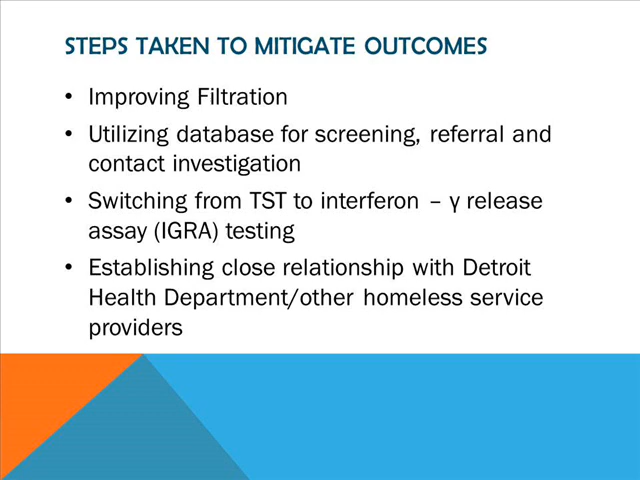 STEPS TAKEN TO MITIGATE OUTCOMES
• Improving Filtration
• Utilizing database for screening, referral and
contact investigation
• Switching from TST to interferon – γ release
assay (IGRA) testing
• Establishing close relationship with Detroit
Health Department/other homeless service
providers